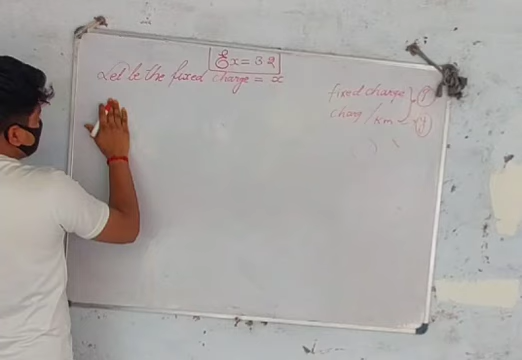 Ex = 3.2
Let be the fixed charge = x
fixed charge
Charg / Km
y